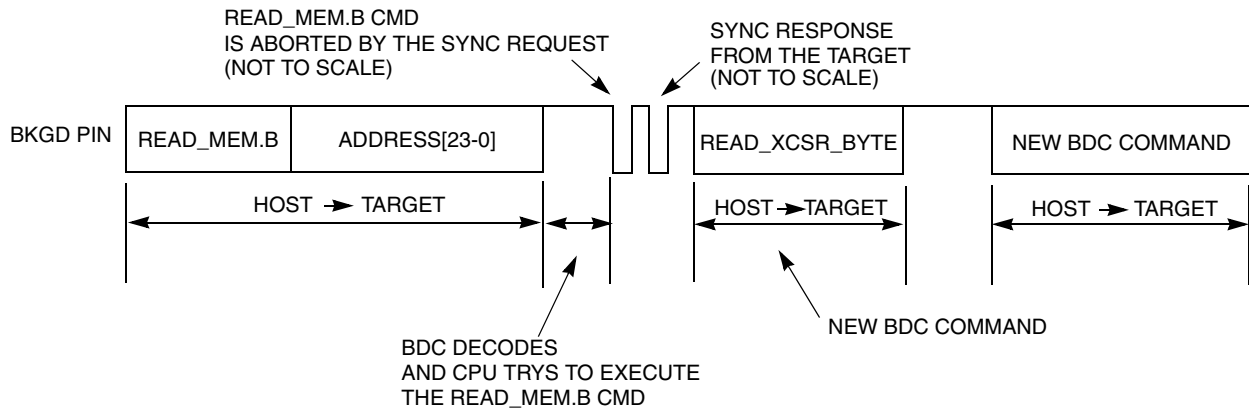 READ_MEM.B CMD
IS ABORTED BY THE SYNC REQUEST
(NOT TO SCALE)
SYNC RESPONSE
FROM THE TARGET
(NOT TO SCALE)
BKGD PIN
READ_MEM.B
ADDRESS[23-0]
READ_XCSR_BYTE
NEW BDC COMMAND
HOST → TARGET
HOST → TARGET
HOST → TARGET
BDC DECODES
AND CPU TRYS TO EXECUTE
THE READ_MEM.B CMD
NEW BDC COMMAND